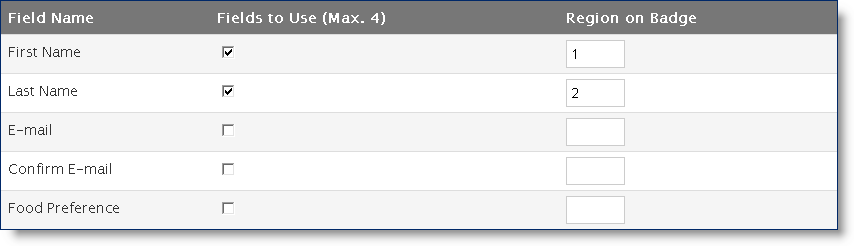 Field Name Fields to Use (Max. 4) Region on Badge
First Name 1
Last Name 2
E-mail
Confirm E-mail
Food Preference